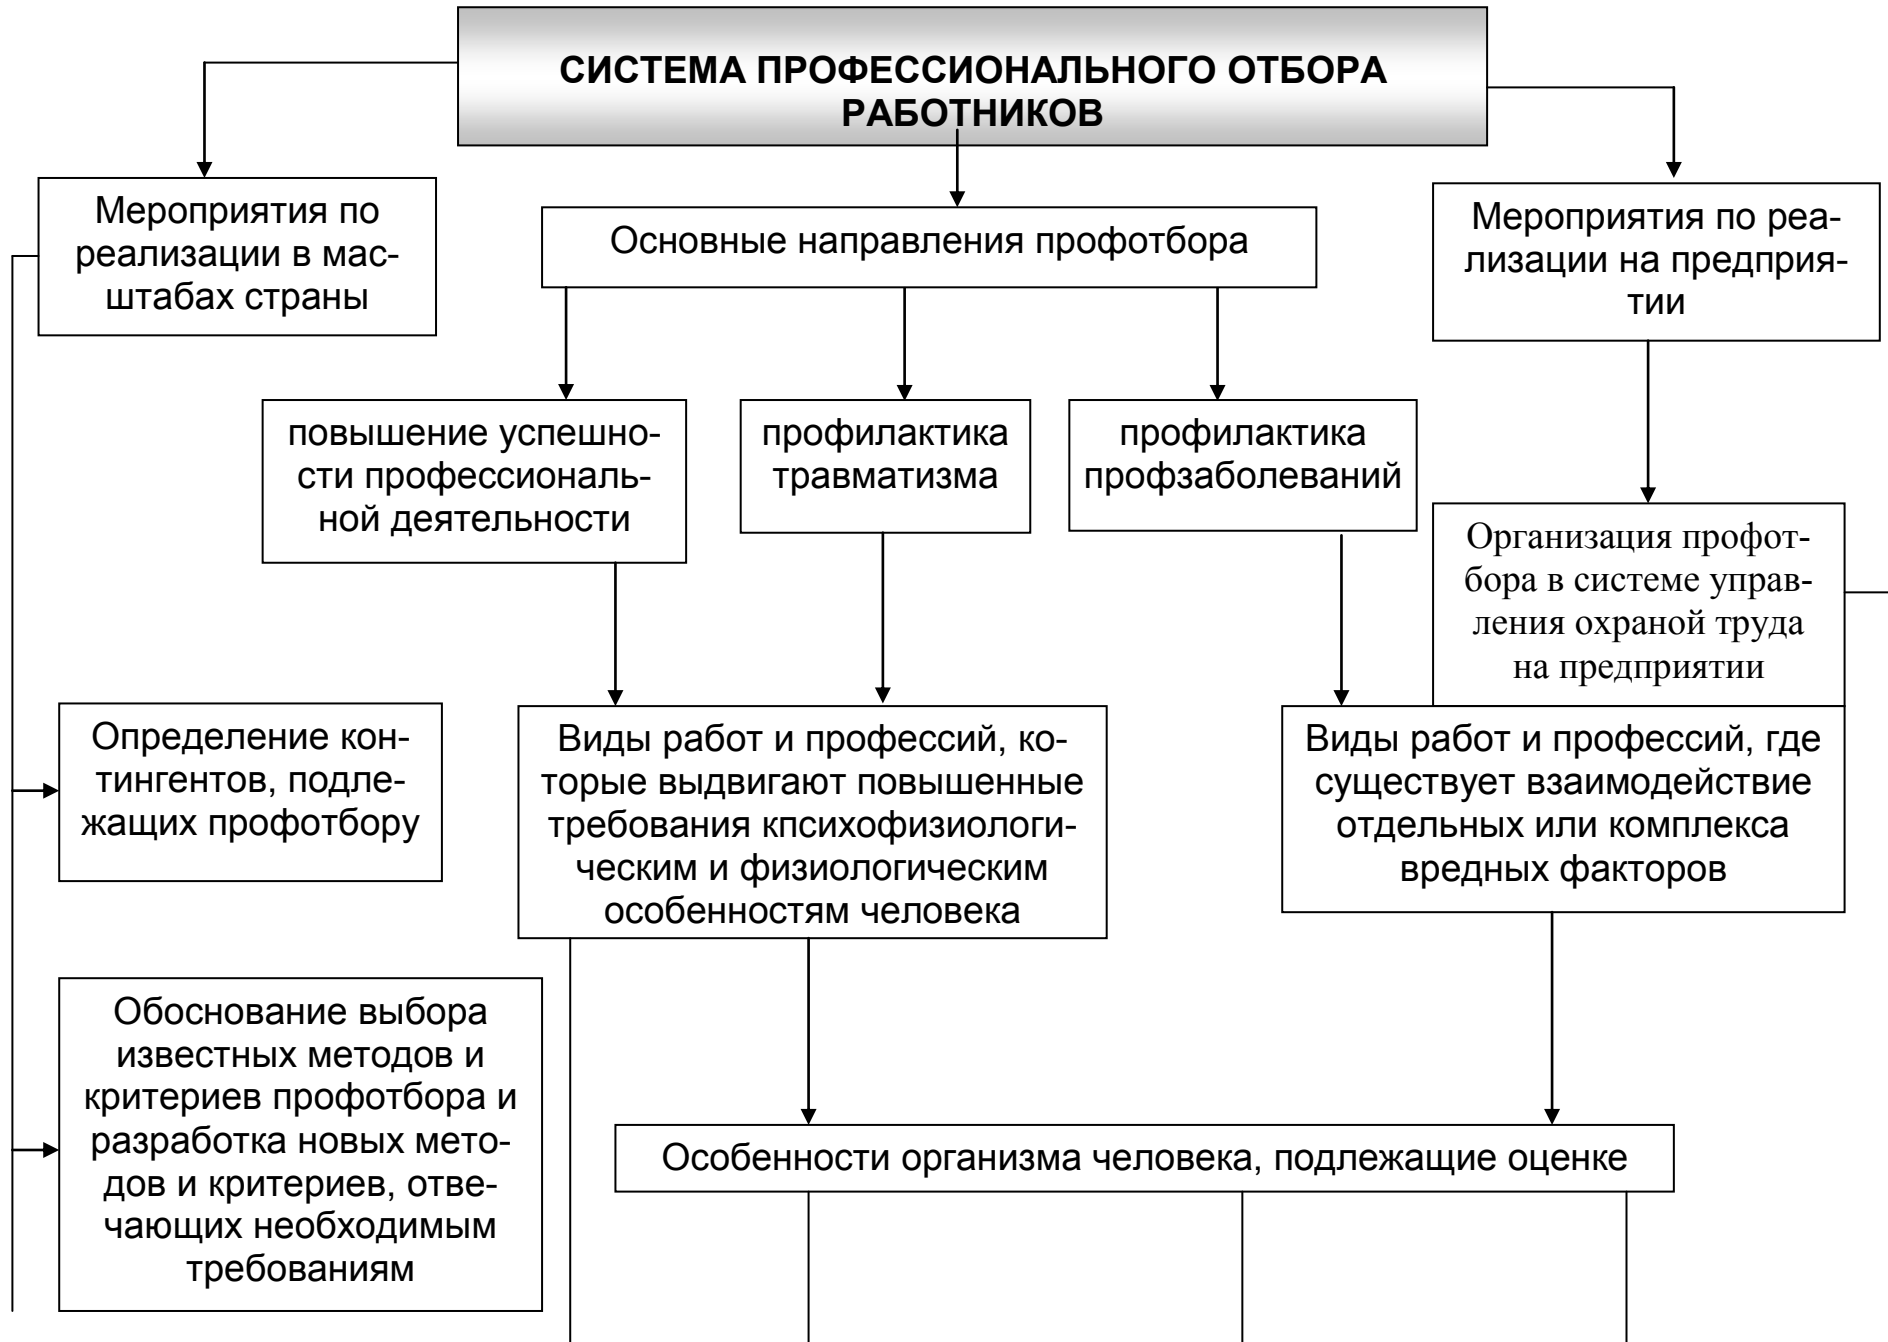 СИСТЕМА ПРОФЕССИОНАЛЬНОГО ОТБОРА
РАБОТНИКОВ
Мероприятия по
реализации в мас-
штабах страны
Основные направления профотбора
Мероприятия по реа-
лизации на предприя-
тии
повышение успешно-
сти профессиональ-
ной деятельности
профилактика
травматизма
профилактика
профзаболеваний
Организация профот-
бора в системе управ-
ления охраной труда
на предприятии
Определение кон-
тингентов, подле-
жащих профотбору
Виды работ и профессий, ко-
торые выдвигают повышенные
требования кпсихофизиологи-
ческим и физиологическим
особенностям человека
Виды работ и профессий, где
существует взаимодействие
отдельных или комплекса
вредных факторов
Обоснование выбора
известных методов и
критериев профотбора и
разработка новых мето-
дов и критериев, отве-
чающих необходимым
требованиям
Особенности организма человека, подлежащие оценке